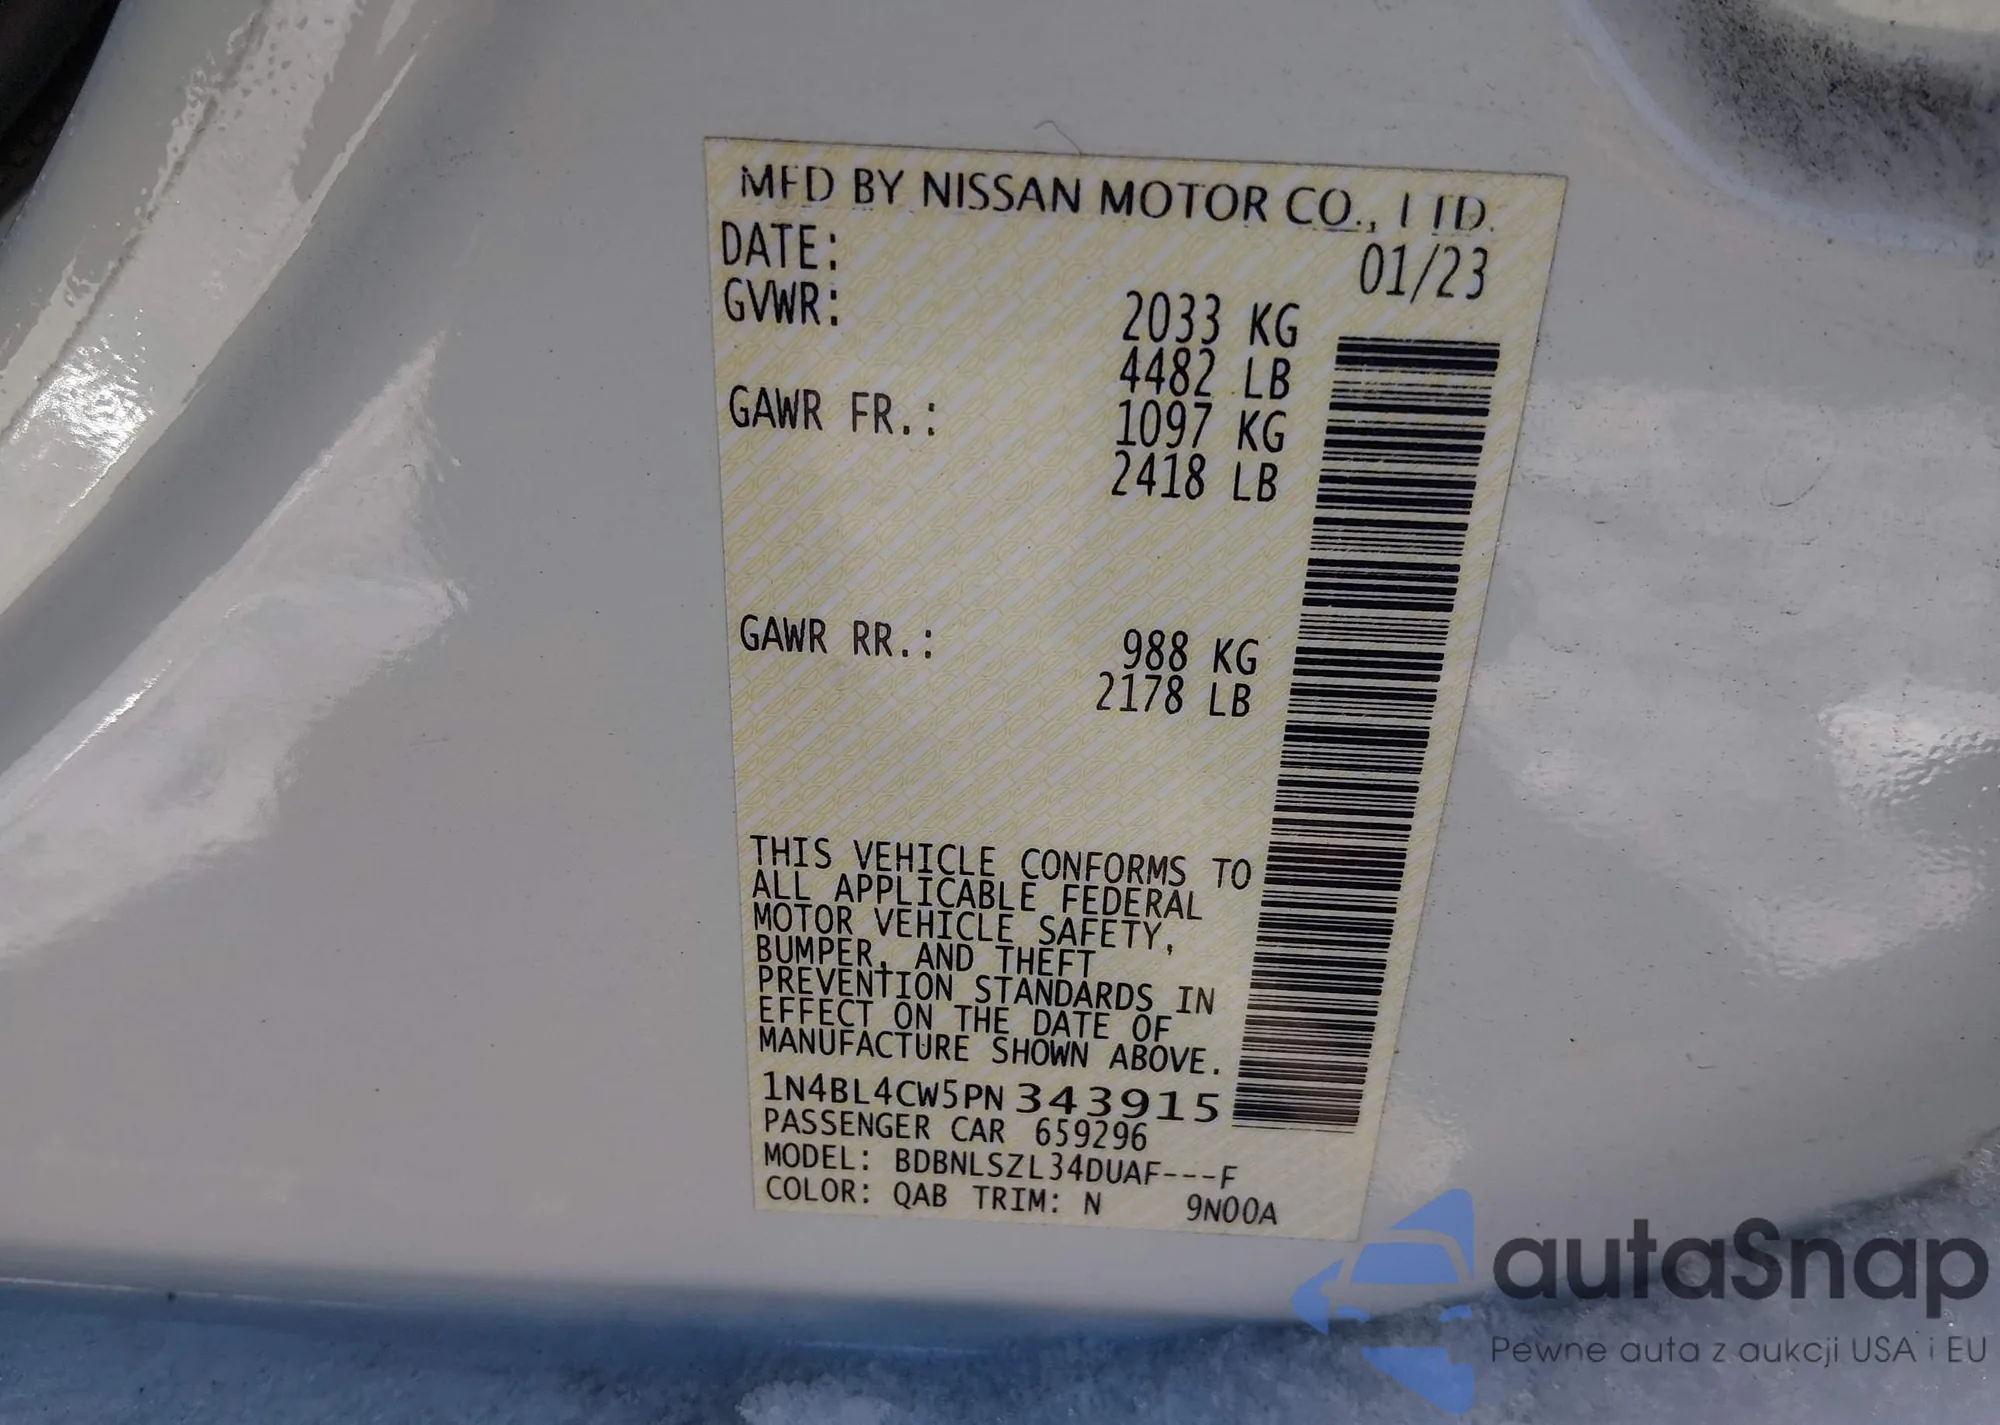 MFD BY NISSAN MOTOR CO., LTD.
DATE: 01/23
GVWR: 2033 KG
4482 LB
GAWR FR.: 1097 KG
2418 LB
GAWR RR.: 988 KG
2178 LB
THIS VEHICLE CONFORMS TO
ALL APPLICABLE FEDERAL
MOTOR VEHICLE SAFETY,
BUMPER, AND THEFT
PREVENTION STANDARDS IN
EFFECT ON THE DATE OF
MANUFACTURE SHOWN ABOVE.
1N4BL4CW5PN343915
PASSENGER CAR 659296
MODEL: BDBNLSZL34DUAF---F
COLOR: QAB TRIM: N 9N00A
autaSnap
Pewne auta z aukcji USA i EU